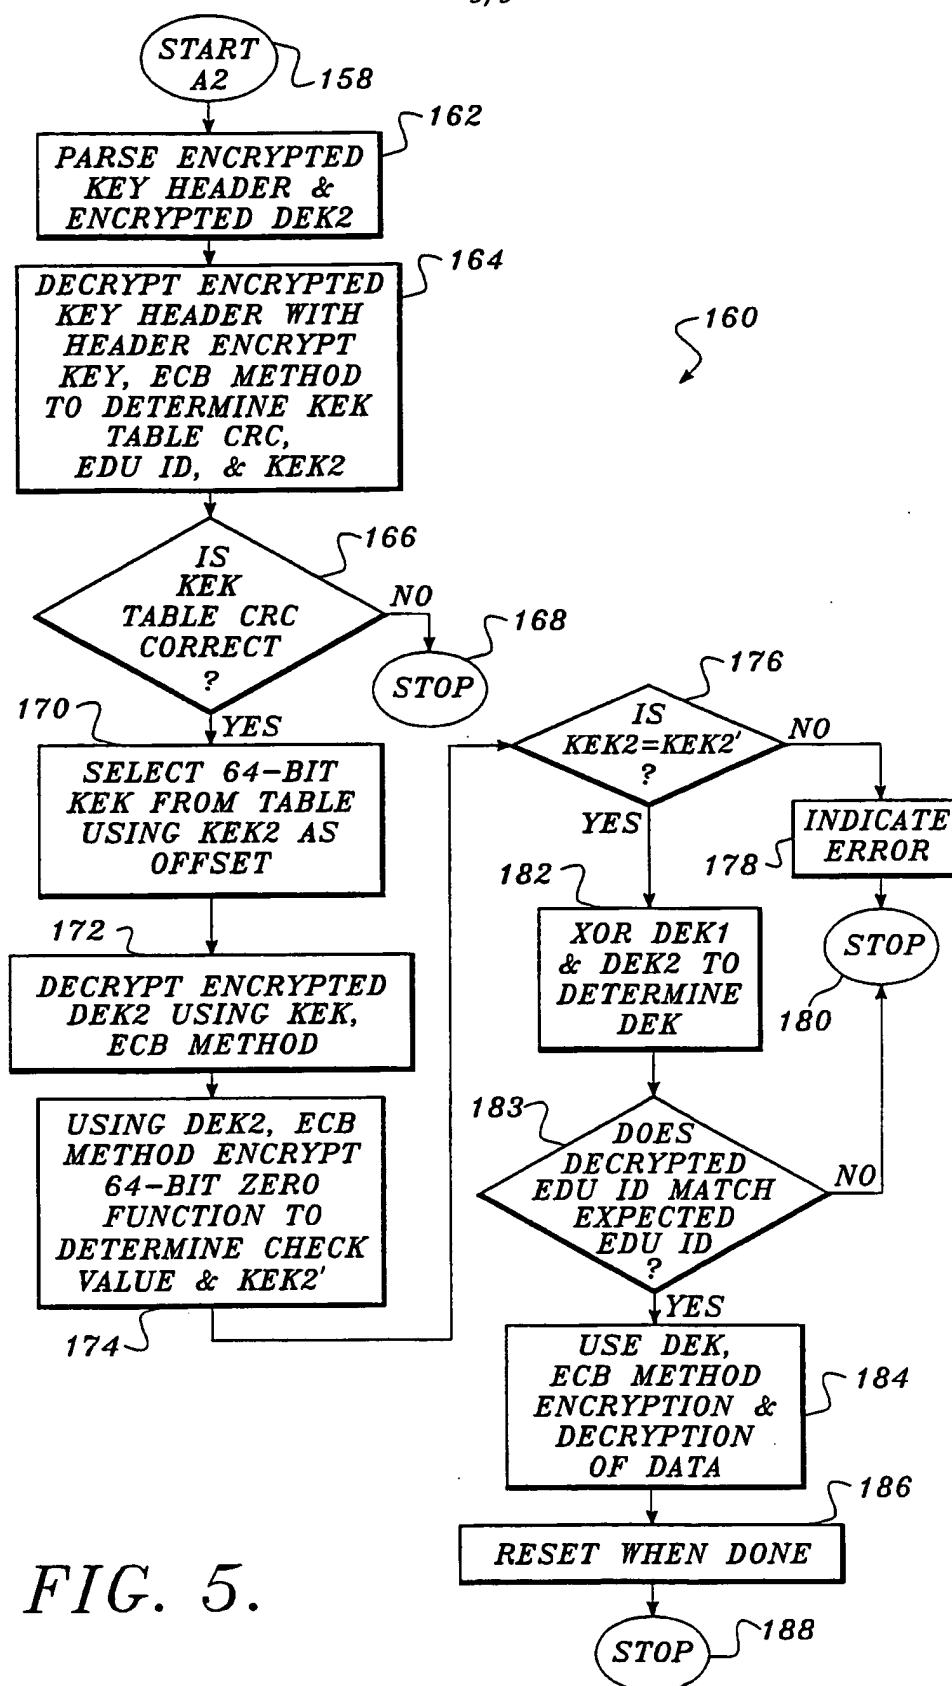 START
A2
158
162
PARSE ENCRYPTED
KEY HEADER &
ENCRYPTED DEK2
164
DECRYPT ENCRYPTED
KEY HEADER WITH
HEADER ENCRYPT
KEY, ECB METHOD
TO DETERMINE KEK
TABLE CRC,
EDU ID, & KEK2
160
166
IS
KEK
TABLE CRC
CORRECT
?
NO
168
STOP
170
YES
SELECT 64-BIT
KEK FROM TABLE
USING KEK2 AS
OFFSET
172
DECRYPT ENCRYPTED
DEK2 USING KEK,
ECB METHOD
USING DEK2, ECB
METHOD ENCRYPT
64-BIT ZERO
FUNCTION TO
DETERMINE CHECK
VALUE & KEK2'
174
176
IS
KEK2=KEK2'
?
NO
YES
INDICATE
ERROR
178
STOP
180
182
XOR DEK1
& DEK2 TO
DETERMINE
DEK
183
DOES
DECRYPTED
EDU ID MATCH
EXPECTED
EDU ID
?
NO
YES
USE DEK,
ECB METHOD
ENCRYPTION &
DECRYPTION
OF DATA
184
186
RESET WHEN DONE
STOP
188
FIG. 5.